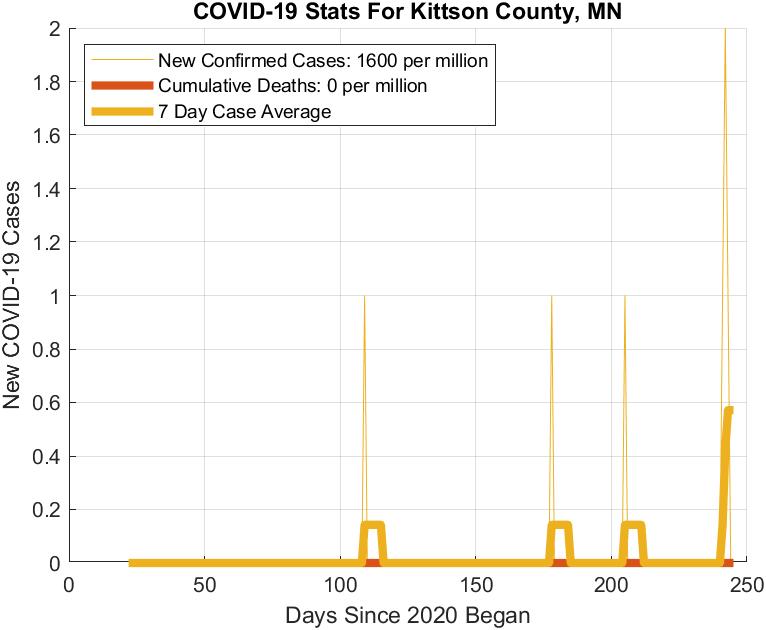 COVID-19 Stats For Kittson County, MN
New Confirmed Cases: 1600 per million
Cumulative Deaths: 0 per million
7 Day Case Average
New COVID-19 Cases
2
1.8
1.6
1.4
1.2
1
0.8
0.6
0.4
0.2
0
0 50 100 150 200 250
Days Since 2020 Began